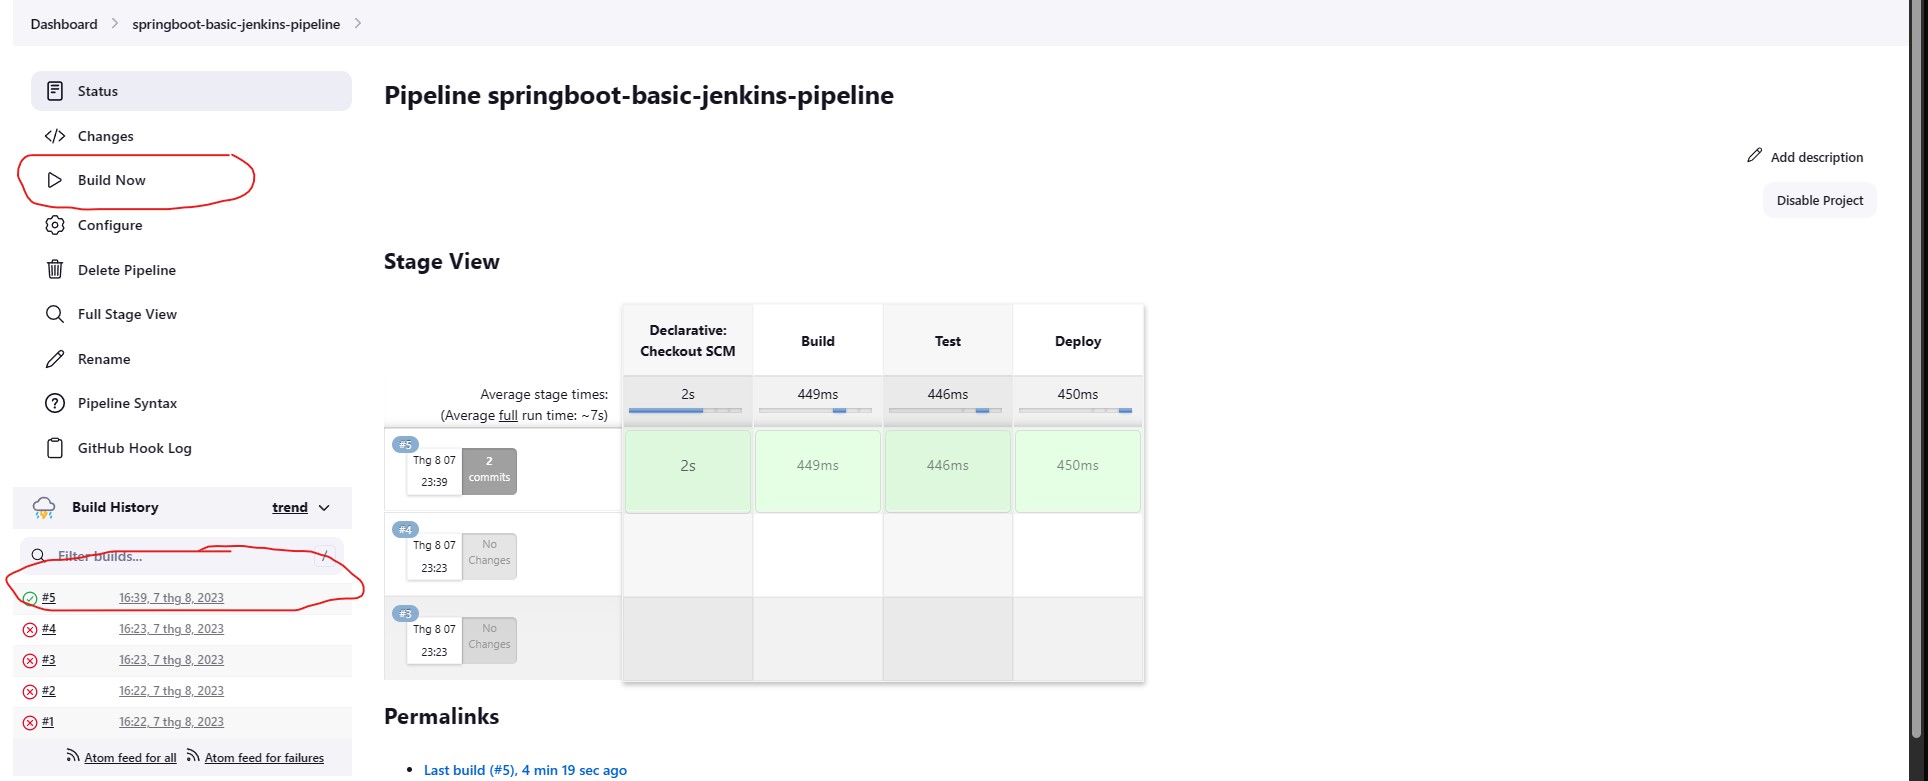 Dashboard
springboot-basic-jenkins-pipeline
Status
Changes
Build Now
Configure
Delete Pipeline
Full Stage View
Rename
Pipeline Syntax
GitHub Hook Log
Build History
trend
Filter builds...
/
#5 16:39, 7 thg 8, 2023
#4 16:23, 7 thg 8, 2023
#3 16:23, 7 thg 8, 2023
#2 16:22, 7 thg 8, 2023
#1 16:22, 7 thg 8, 2023
Atom feed for all Atom feed for failures
Pipeline springboot-basic-jenkins-pipeline
Add description
Disable Project
Stage View
Declarative:
Checkout SCM
Build
Test
Deploy
Average stage times:
(Average full run time: ~7s)
2s
449ms
446ms
450ms
#5
Thg 8 07
23:39
2
commits
2s
449ms
446ms
450ms
#4
Thg 8 07
23:23
No
Changes
#3
Thg 8 07
23:23
No
Changes
Permalinks
Last build (#5), 4 min 19 sec ago